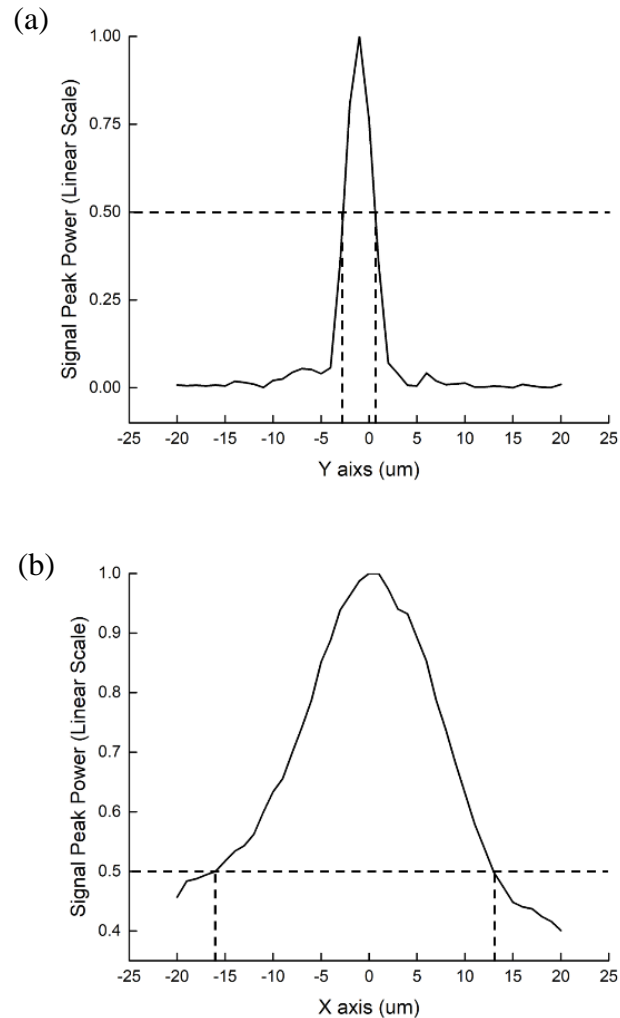 (a)
Signal Peak Power (Linear Scale)
1.00
0.75
0.50
0.25
0.00
-25 -20 -15 -10 -5 0 5 10 15 20 25
Y aixs (um)
(b)
Signal Peak Power (Linear Scale)
1.0
0.9
0.8
0.7
0.6
0.5
0.4
-25 -20 -15 -10 -5 0 5 10 15 20 25
X axis (um)